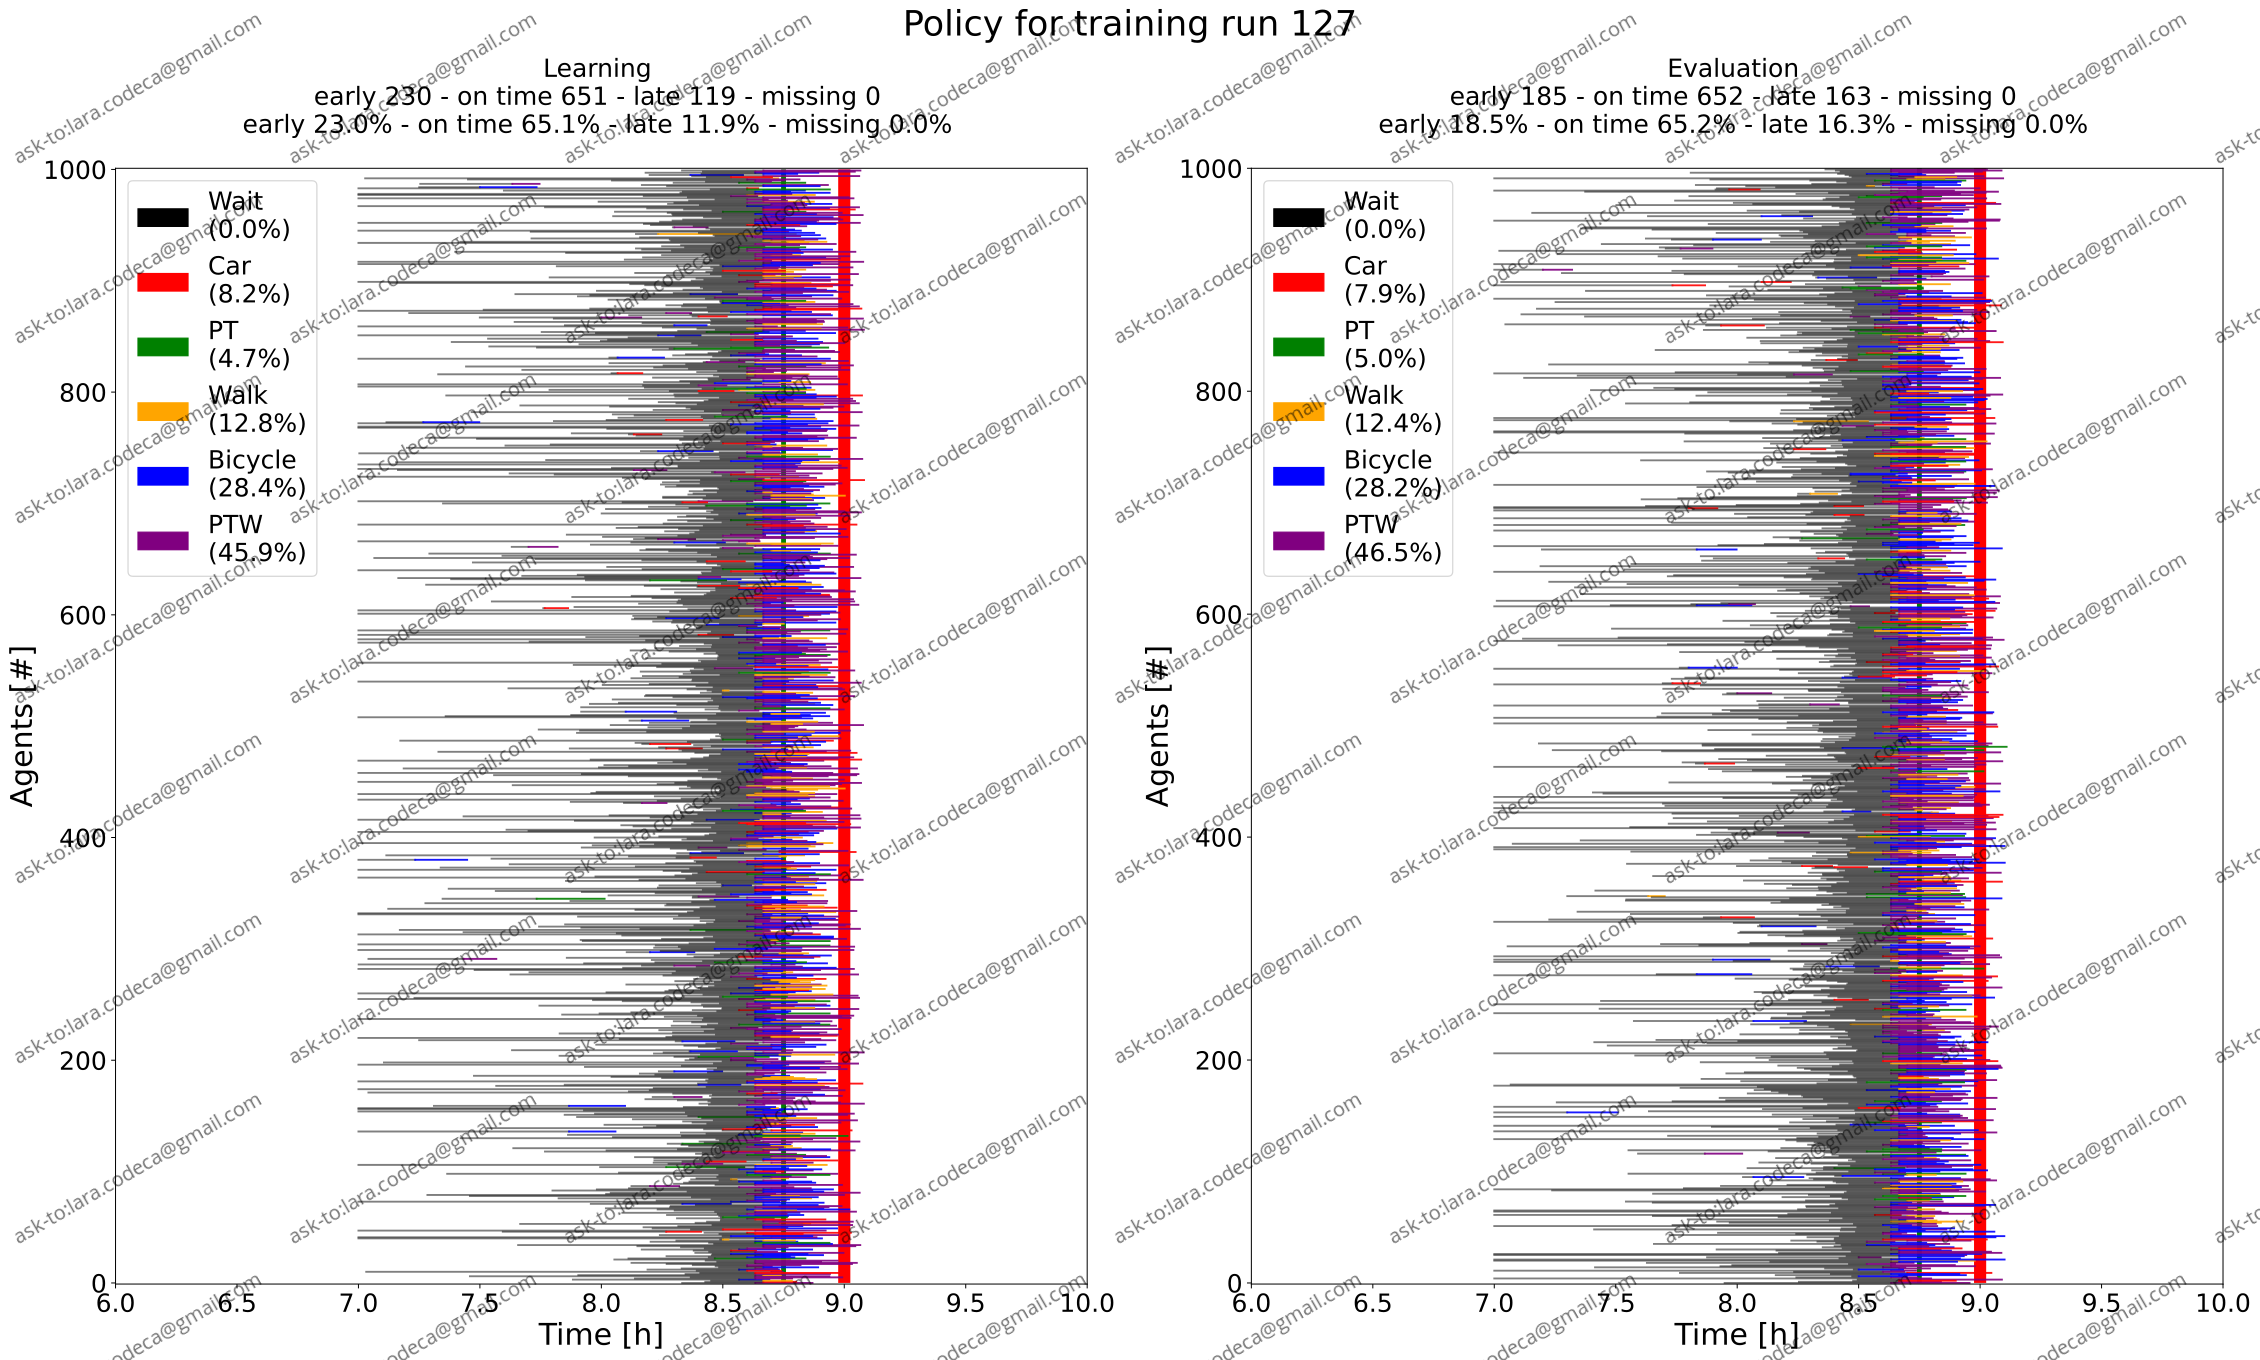 Policy for training run 127
Learning
early 230 - on time 651 - late 119 - missing 0
early 23.0% - on time 65.1% - late 11.9% - missing 0.0%
1000
800
600
400
200
0
Agents [#]
Wait
(0.0%)
Car
(8.2%)
PT
(4.7%)
Walk
(12.8%)
Bicycle
(28.4%)
PTW
(45.9%)
6.0 6.5 7.0 7.5 8.0 8.5 9.0 9.5 10.0
Time [h]
Evaluation
early 185 - on time 652 - late 163 - missing 0
early 18.5% - on time 65.2% - late 16.3% - missing 0.0%
1000
800
600
400
200
0
Agents [#]
Wait
(0.0%)
Car
(7.9%)
PT
(5.0%)
Walk
(12.4%)
Bicycle
(28.2%)
PTW
(46.5%)
6.0 6.5 7.0 7.5 8.0 8.5 9.0 9.5 10.0
Time [h]
ask-to:lara.codeca@gmail.com